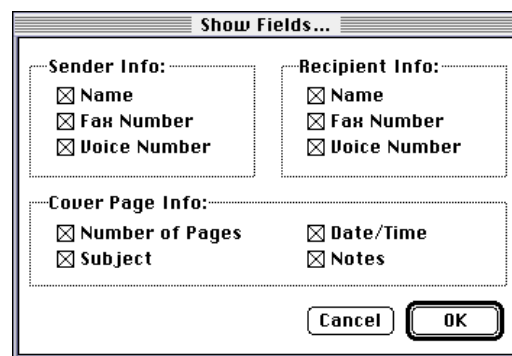 Show Fields...
Sender Info:
Name
Fax Number
Voice Number
Recipient Info:
Name
Fax Number
Voice Number
Cover Page Info:
Number of Pages
Subject
Date/Time
Notes
Cancel
OK